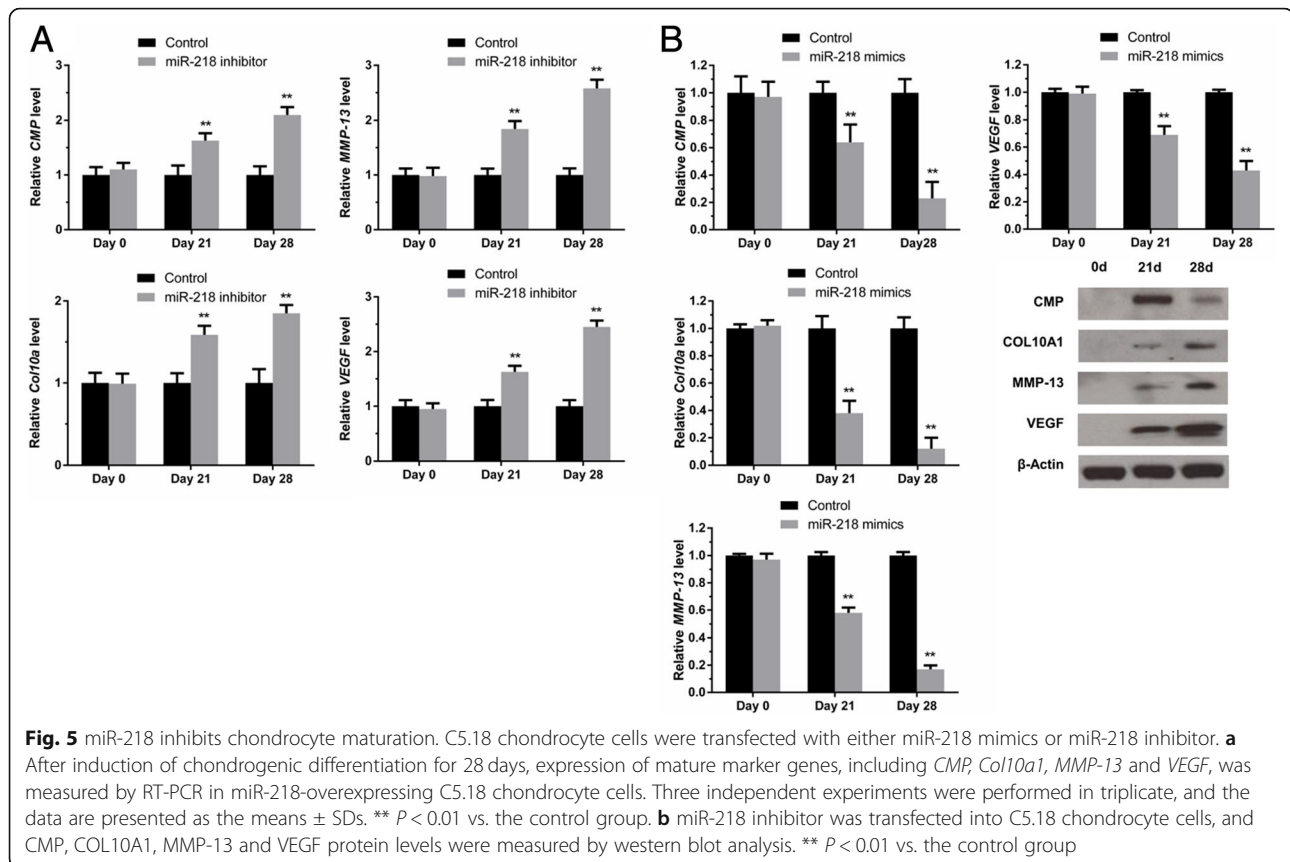 A
Control
miR-218 inhibitor
Relative CMP level
3
2
1
0
**
**
Day 0 Day 21 Day 28
Control
miR-218 inhibitor
Relative MMP-13 level
3
2
1
0
**
**
Day 0 Day 21 Day 28
Control
miR-218 inhibitor
Relative Col10a level
2
1
0
**
**
Day 0 Day 21 Day 28
Control
miR-218 inhibitor
Relative VEGF level
3
2
1
0
**
**
Day 0 Day 21 Day 28
B
Control
miR-218 mimics
Relative CMP level
1.2
1.0
0.8
0.6
0.4
0.2
0.0
**
**
Day 0 Day 21 Day28
Control
miR-218 mimics
Relative VEGF level
1.2
1.0
0.8
0.6
0.4
0.2
0.0
**
**
Day 0 Day 21 Day 28
Control
miR-218 mimics
Relative Col10a level
1.2
1.0
0.8
0.6
0.4
0.2
0.0
**
**
Day 0 Day 21 Day 28
0d 21d 28d
CMP
COL10A1
MMP-13
VEGF
β-Actin
Control
miR-218 mimics
Relative MMP-13 level
1.2
1.0
0.8
0.6
0.4
0.2
0.0
**
**
Day 0 Day 21 Day 28
Fig. 5 miR-218 inhibits chondrocyte maturation. C5.18 chondrocyte cells were transfected with either miR-218 mimics or miR-218 inhibitor. a
After induction of chondrogenic differentiation for 28 days, expression of mature marker genes, including CMP, Col10a1, MMP-13 and VEGF, was
measured by RT-PCR in miR-218-overexpressing C5.18 chondrocyte cells. Three independent experiments were performed in triplicate, and the
data are presented as the means ± SDs. ** P < 0.01 vs. the control group. b miR-218 inhibitor was transfected into C5.18 chondrocyte cells, and
CMP, COL10A1, MMP-13 and VEGF protein levels were measured by western blot analysis. ** P < 0.01 vs. the control group